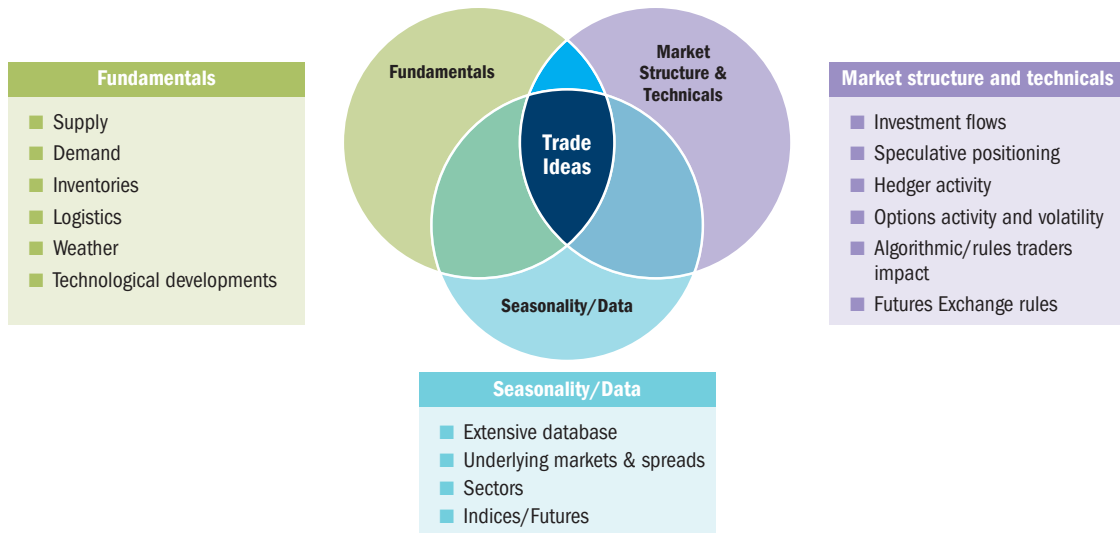 Fundamentals
Supply
Demand
Inventories
Logistics
Weather
Technological developments
Fundamentals
Market
Structure &
Technicals
Trade
Ideas
Seasonality/Data
Market structure and technicals
Investment flows
Speculative positioning
Hedger activity
Options activity and volatility
Algorithmic/rules traders
impact
Futures Exchange rules
Seasonality/Data
Extensive database
Underlying markets & spreads
Sectors
Indices/Futures